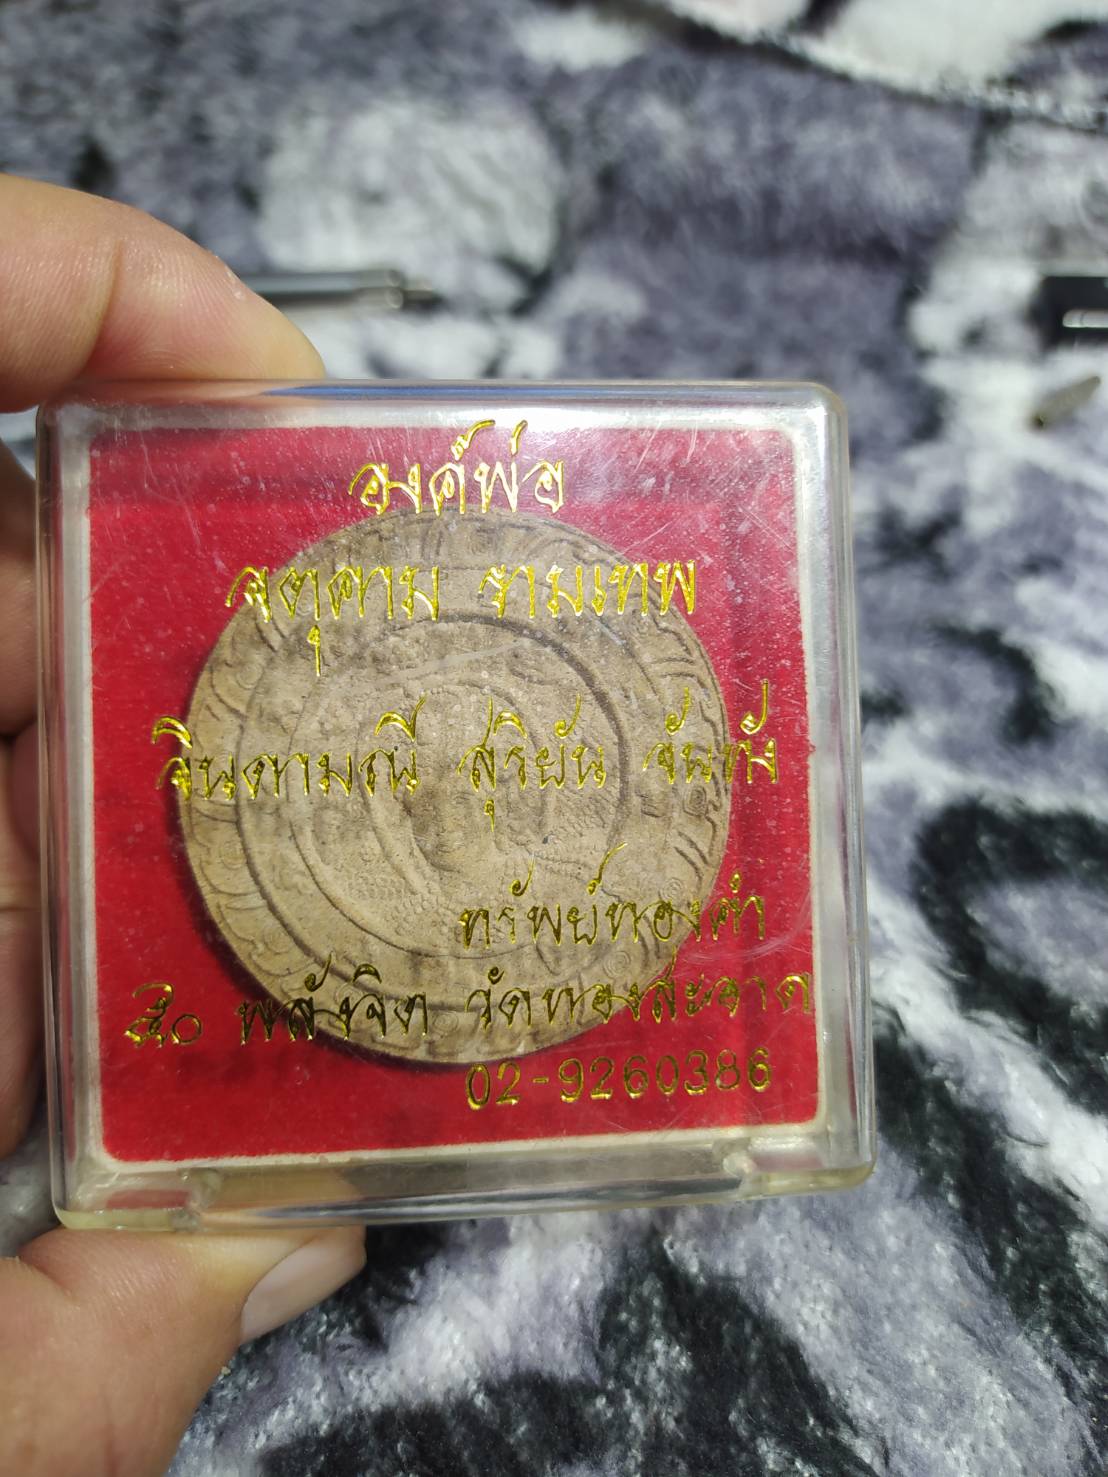 องค์พ่อ
จตุคาม รามเทพ
จินดามณี สุริยัน จันทัง
ทรัพย์ทองคำ
๕๐ พลังจิต วัดทองสะอาด
02-9260386